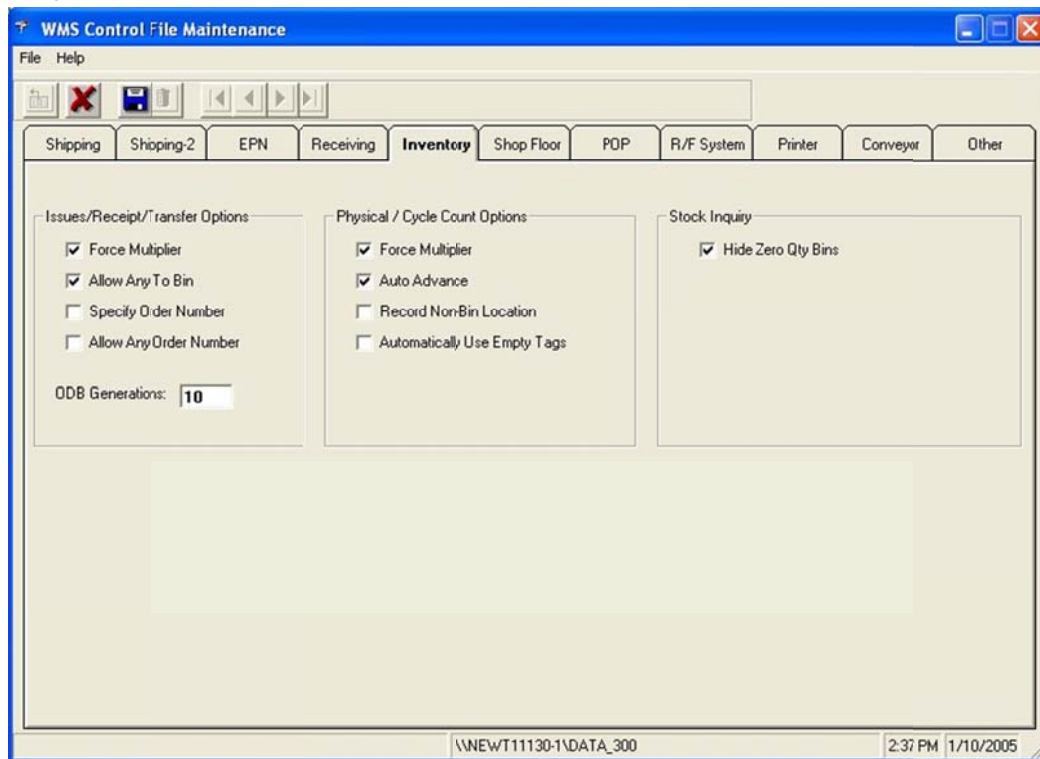 WMS Control File Maintenance
File Help
Shipping Shipping-2 EPN Receiving Inventory Shop Floor POP R/F System Printer Conveyor Other
Issues/Receipt/Transfer Options Physical / Cycle Count Options Stock Inquiry
Force Multiplier Force Multiplier Hide Zero Qty Bins
Allow Any To Bin Auto Advance
Specify Order Number Record Non-Bin Location
Allow Any Order Number Automatically Use Empty Tags
ODB Generations: 10
\\NEWT11130-1\DATA_300 2:37 PM 1/10/2005